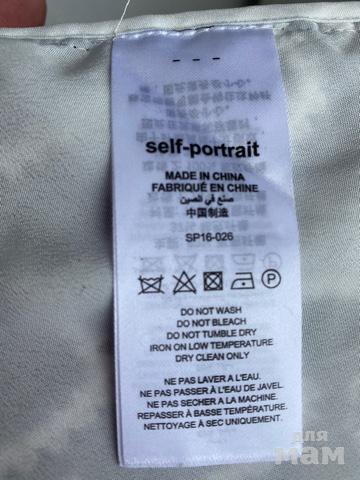 - - -
self-portrait
MADE IN CHINA
FABRIQUÉ EN CHINE
صنع في الصين
中国制造
SP16-026
DO NOT WASH
DO NOT BLEACH
DO NOT TUMBLE DRY
IRON ON LOW TEMPERATURE
DRY CLEAN ONLY
NE PAS LAVER A L'EAU.
NE PAS PASSER À L'EAU DE JAVEL.
NE PAS SECHER A LA MACHINE.
REPASSER À BASSE TEMPÉRATURE.
NETTOYAGE À SEC UNIQUEMENT.
для
мам